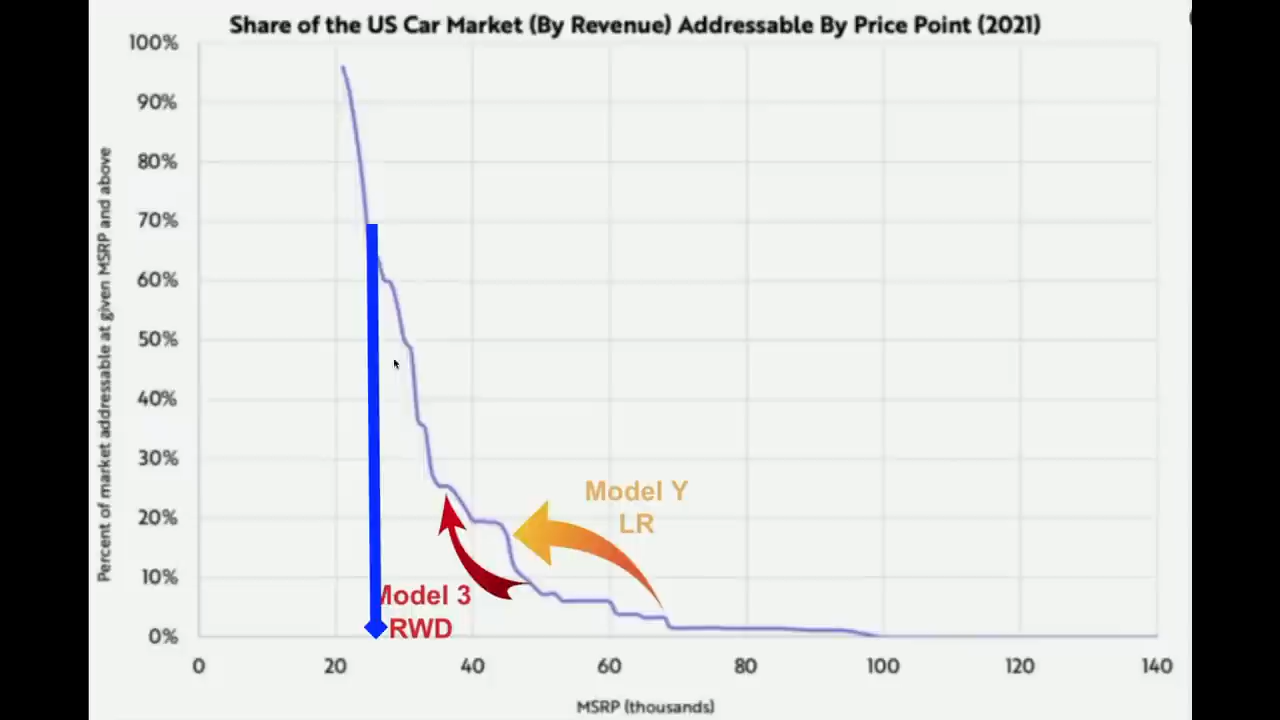 Share of the US Car Market (By Revenue) Addressable By Price Point (2021)
Percent of market addressable at given MSRP and above
100%
90%
80%
70%
60%
50%
40%
30%
20%
10%
0%
Model Y
LR
Model 3
RWD
0 20 40 60 80 100 120 140
MSRP (thousands)